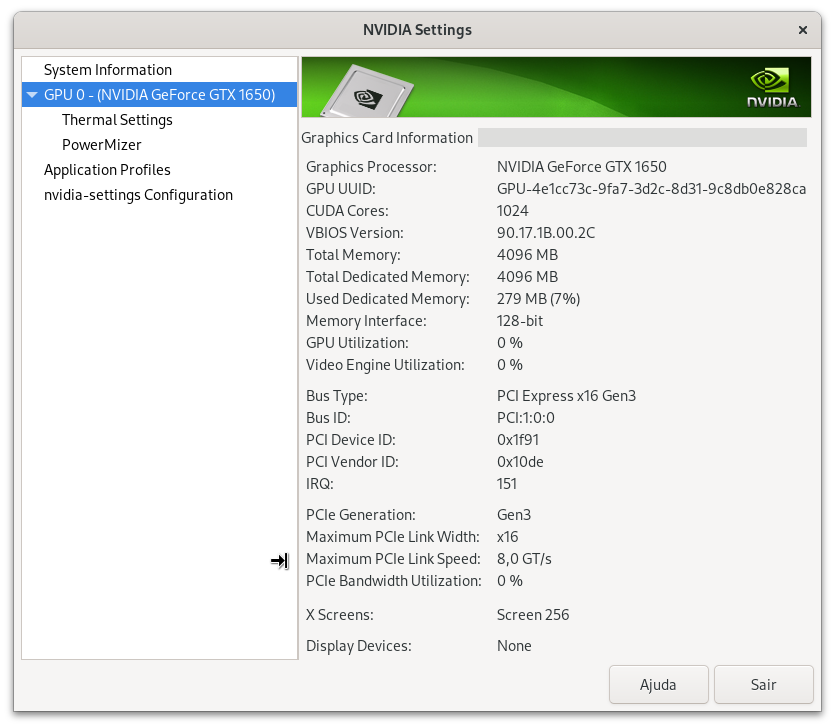 NVIDIA Settings
System Information
GPU 0 - (NVIDIA GeForce GTX 1650)
Thermal Settings
PowerMizer
Application Profiles
nvidia-settings Configuration
NVIDIA.
Graphics Card Information
Graphics Processor: NVIDIA GeForce GTX 1650
GPU UUID: GPU-4e1cc73c-9fa7-3d2c-8d31-9c8db0e828ca
CUDA Cores: 1024
VBIOS Version: 90.17.1B.00.2C
Total Memory: 4096 MB
Total Dedicated Memory: 4096 MB
Used Dedicated Memory: 279 MB (7%)
Memory Interface: 128-bit
GPU Utilization: 0 %
Video Engine Utilization: 0 %
Bus Type: PCI Express x16 Gen3
Bus ID: PCI:1:0:0
PCI Device ID: 0x1f91
PCI Vendor ID: 0x10de
IRQ: 151
PCIe Generation: Gen3
Maximum PCIe Link Width: x16
Maximum PCIe Link Speed: 8,0 GT/s
PCIe Bandwidth Utilization: 0 %
X Screens: Screen 256
Display Devices: None
Ajuda
Sair